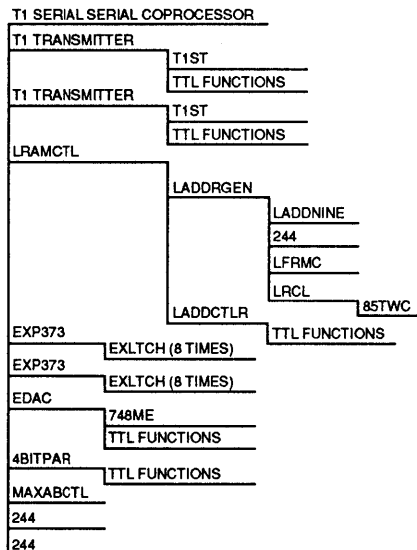 T1 SERIAL SERIAL COPROCESSOR
T1 TRANSMITTER
T1ST
TTL FUNCTIONS
T1 TRANSMITTER
T1ST
TTL FUNCTIONS
LRAMCTL
LADDRGEN
LADDNINE
244
LFRMC
LRCL
85TWC
LADDCTLR
TTL FUNCTIONS
EXP373
EXLTCH (8 TIMES)
EXP373
EXLTCH (8 TIMES)
EDAC
748ME
TTL FUNCTIONS
4BITPAR
TTL FUNCTIONS
MAXABCTL
244
244